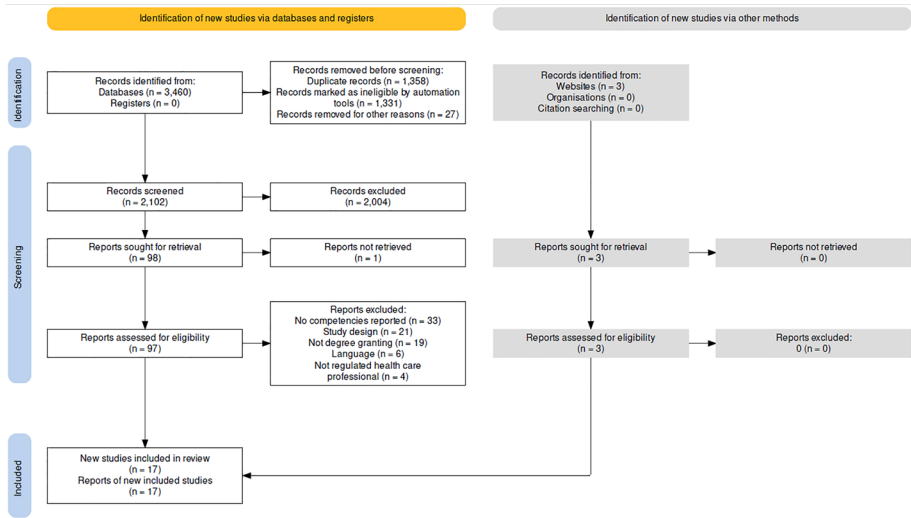 Identification of new studies via databases and registers
Identification of new studies via other methods
Identification
Records identified from:
Databases (n = 3,460)
Registers (n = 0)
Records removed before screening:
Duplicate records (n = 1,358)
Records marked as ineligible by automation
tools (n = 1,331)
Records removed for other reasons (n = 27)
Records identified from:
Websites (n = 3)
Organisations (n = 0)
Citation searching (n = 0)
Screening
Records screened
(n = 2,102)
Records excluded
(n = 2,004)
Reports sought for retrieval
(n = 98)
Reports not retrieved
(n = 1)
Reports sought for retrieval
(n = 3)
Reports not retrieved
(n = 0)
Reports assessed for eligibility
(n = 97)
Reports excluded:
No competencies reported (n = 33)
Study design (n = 21)
Not degree granting (n = 19)
Language (n = 6)
Not regulated health care
professional (n = 4)
Reports assessed for eligibility
(n = 3)
Reports excluded:
0 (n = 0)
Included
New studies included in review
(n = 17)
Reports of new included studies
(n = 17)